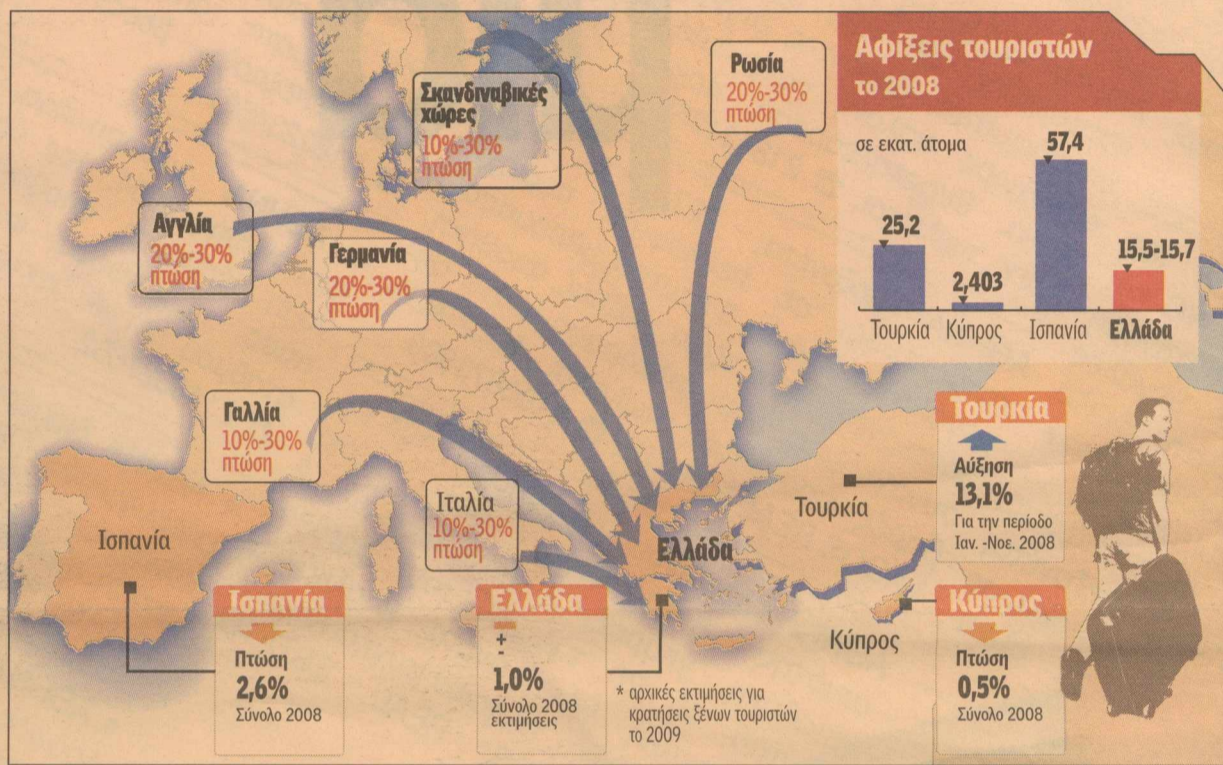 Αφίξεις τουριστών
το 2008
σε εκατ. άτομα
25,2
2,403
57,4
15,5-15,7
Τουρκία
Κύπρος
Ισπανία
Ελλάδα
Ρωσία
20%-30%
πτώση
Σκανδιναβικές
χώρες
10%-30%
πτώση
Αγγλία
20%-30%
πτώση
Γερμανία
20%-30%
πτώση
Γαλλία
10%-30%
πτώση
Ιταλία
10%-30%
πτώση
Ισπανία
Ελλάδα
Τουρκία
Κύπρος
Τουρκία
Αύξηση
13,1%
Για την περίοδο
Ιαν. -Νοε. 2008
Ισπανία
Πτώση
2,6%
Σύνολο 2008
Ελλάδα
+
-
1,0%
Σύνολο 2008
εκτιμήσεις
* αρχικές εκτιμήσεις για
κρατήσεις ξένων τουριστών
το 2009
Κύπρος
Πτώση
0,5%
Σύνολο 2008